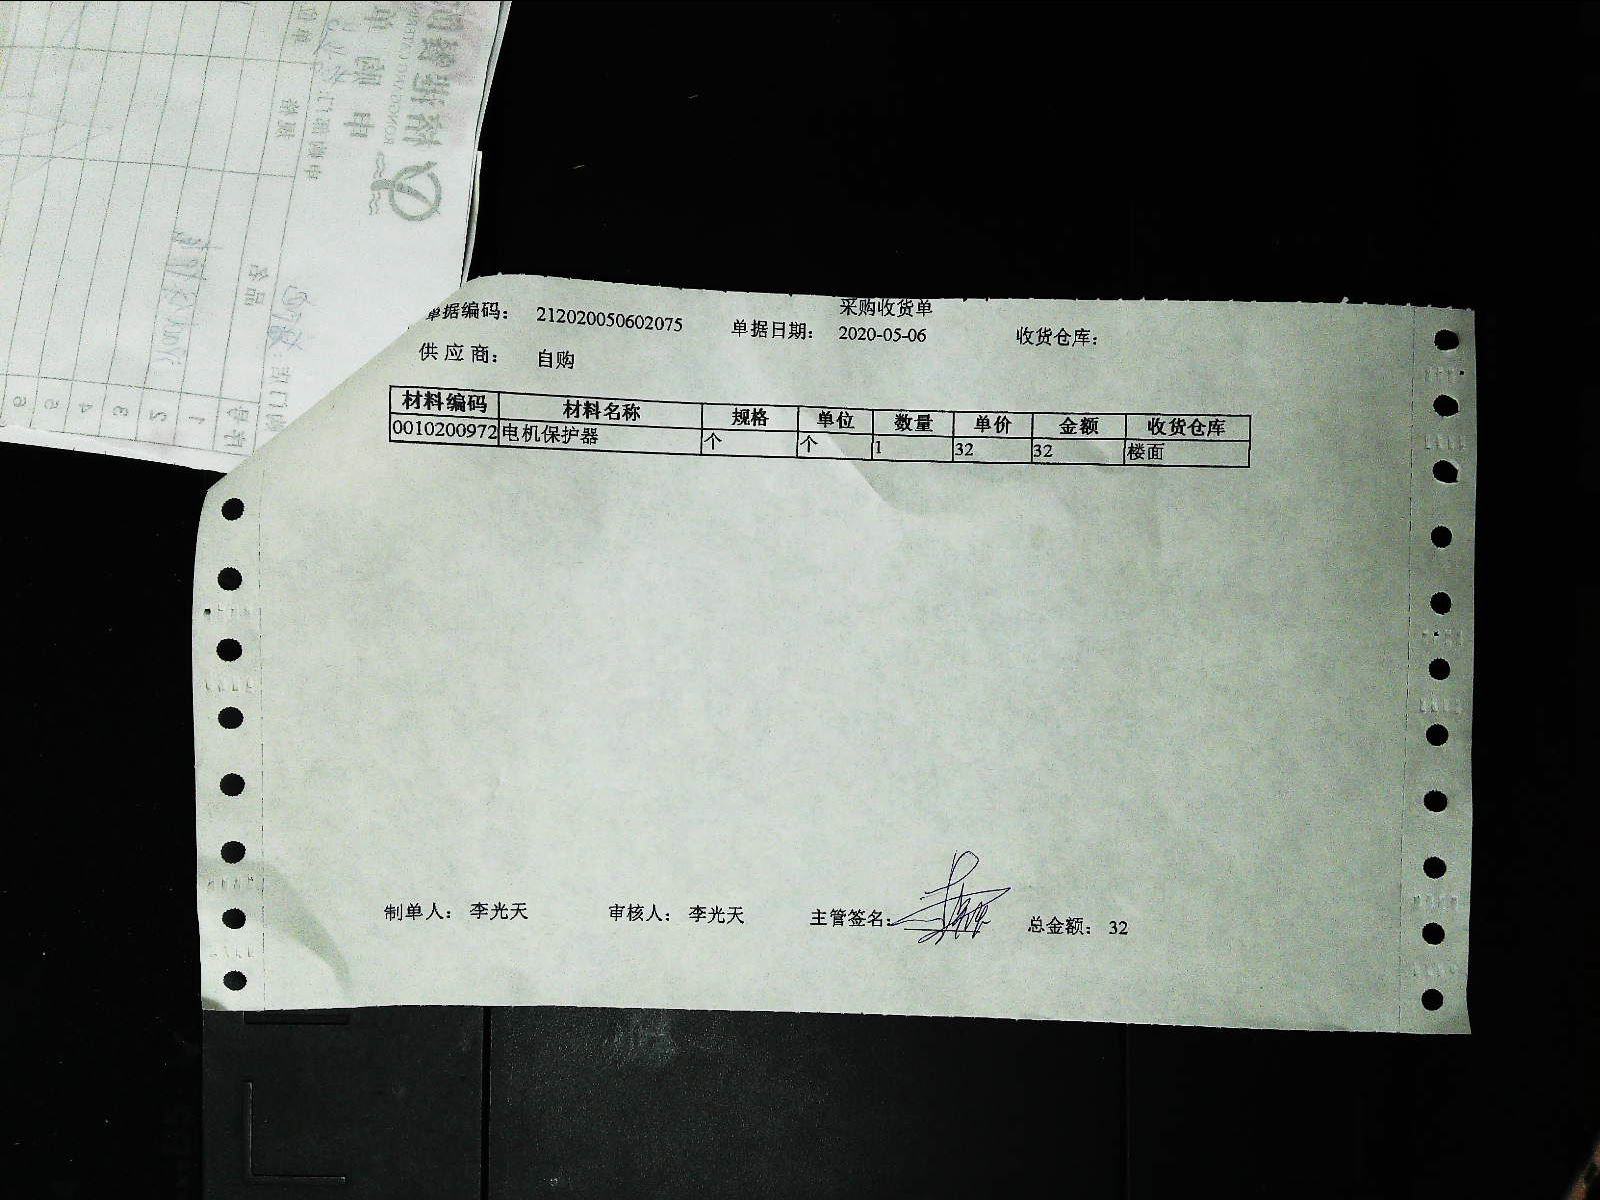 采购收货单
单据编码： 212020050602075 单据日期： 2020-05-06 收货仓库：
供 应 商： 自购
材料编码 材料名称 规格 单位 数量 单价 金额 收货仓库
0010200972 电机保护器 个 个 1 32 32 楼面
制单人： 李光天 审核人： 李光天 主管签名： 总金额： 32